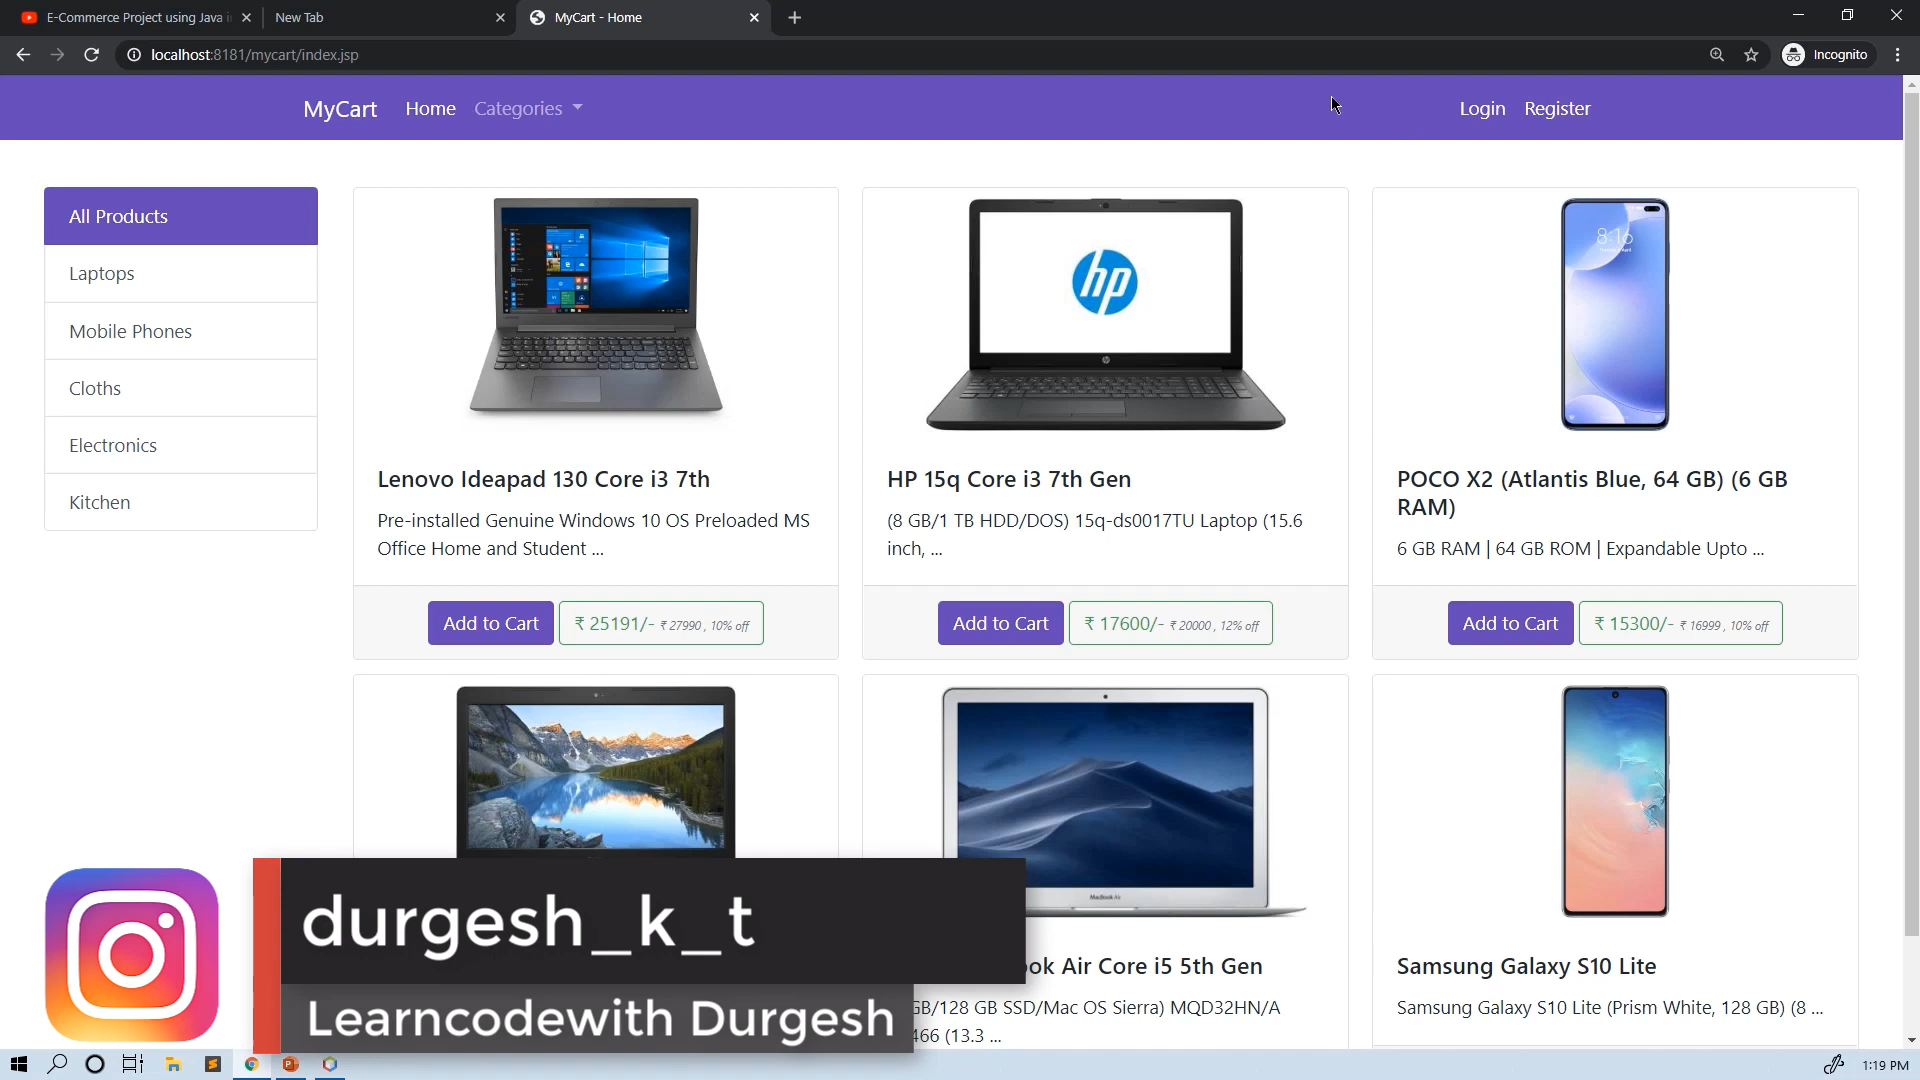 E-Commerce Project using Java i
New Tab
MyCart - Home
localhost:8181/mycart/index.jsp
Incognito
MyCart
Home
Categories
Login
Register
All Products
Laptops
Mobile Phones
Cloths
Electronics
Kitchen
hp
8:16
Lenovo Ideapad 130 Core i3 7th
Pre-installed Genuine Windows 10 OS Preloaded MS
Office Home and Student ...
Add to Cart
₹ 25191/- ₹ 27990 , 10% off
HP 15q Core i3 7th Gen
(8 GB/1 TB HDD/DOS) 15q-ds0017TU Laptop (15.6
inch, ...
Add to Cart
₹ 17600/- ₹ 20000 , 12% off
POCO X2 (Atlantis Blue, 64 GB) (6 GB
RAM)
6 GB RAM | 64 GB ROM | Expandable Upto ...
Add to Cart
₹ 15300/- ₹ 16999 , 10% off
MacBook Air
ok Air Core i5 5th Gen
GB/128 GB SSD/Mac OS Sierra) MQD32HN/A
466 (13.3 ...
Samsung Galaxy S10 Lite
Samsung Galaxy S10 Lite (Prism White, 128 GB) (8 ...
durgesh_k_t
Learncodewith Durgesh
1:19 PM